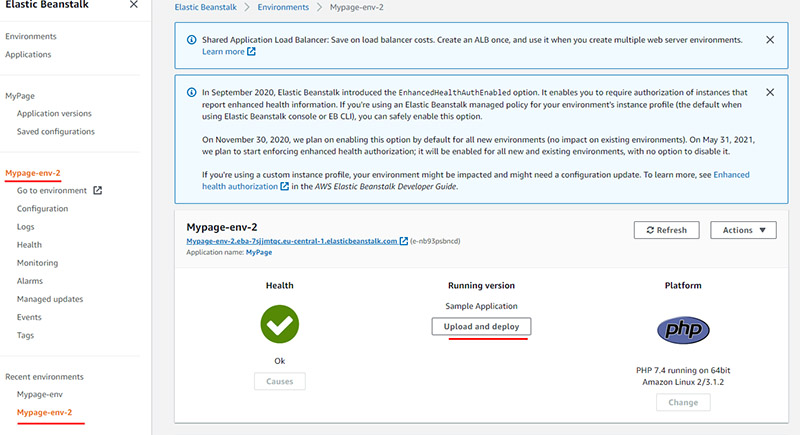 Elastic Beanstalk
Environments
Applications
MyPage
Application versions
Saved configurations
Mypage-env-2
Go to environment
Configuration
Logs
Health
Monitoring
Alarms
Managed updates
Events
Tags
Recent environments
Mypage-env
Mypage-env-2
Elastic Beanstalk > Environments > Mypage-env-2
Shared Application Load Balancer: Save on load balancer costs. Create an ALB once, and use it when you create multiple web server environments.
Learn more
In September 2020, Elastic Beanstalk introduced the EnhancedHealthAuthEnabled option. It enables you to require authorization of instances that
report enhanced health information. If you're using an Elastic Beanstalk managed policy for your environment's instance profile (the default when
using Elastic Beanstalk console or EB CLI), you can safely enable this option.
On November 30, 2020, we plan on enabling this option by default for all new environments (no impact on existing environments). On May 31, 2021,
we plan to start enforcing enhanced health authorization; it will be enabled for all new and existing environments, with no option to disable it.
If you're using a custom instance profile, your environment might be impacted and might need a configuration update. To learn more, see Enhanced
health authorization in the AWS Elastic Beanstalk Developer Guide.
Mypage-env-2
Mypage-env-2.eba-7sjjmtqc.eu-central-1.elasticbeanstalk.com (e-nb93psbncd)
Application name: MyPage
Refresh
Actions
Health
Ok
Causes
Running version
Sample Application
Upload and deploy
Platform
php
PHP 7.4 running on 64bit
Amazon Linux 2/3.1.2
Change